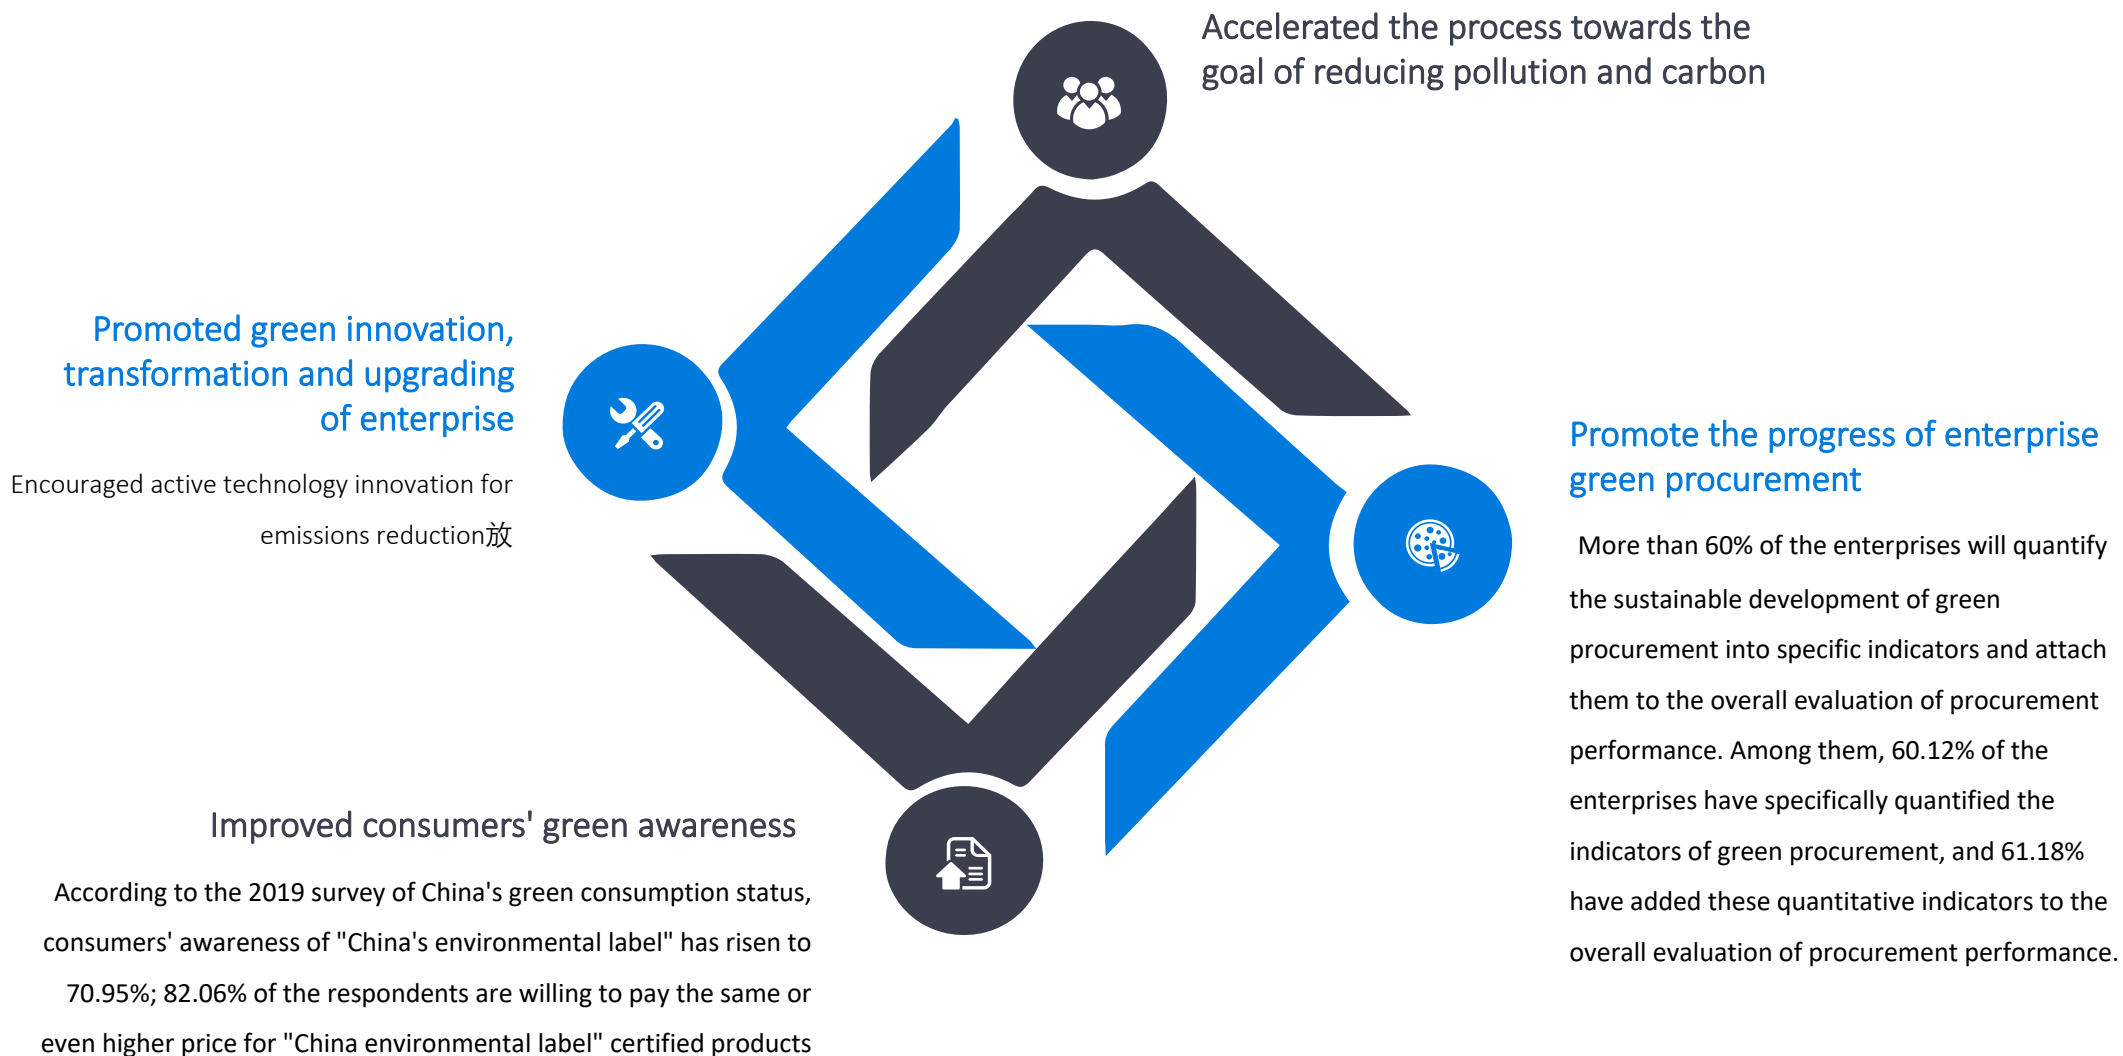 Accelerated the process towards the
goal of reducing pollution and carbon
Promoted green innovation,
transformation and upgrading
of enterprise
Encouraged active technology innovation for
emissions reduction放
Promote the progress of enterprise
green procurement
More than 60% of the enterprises will quantify
the sustainable development of green
procurement into specific indicators and attach
them to the overall evaluation of procurement
performance. Among them, 60.12% of the
enterprises have specifically quantified the
indicators of green procurement, and 61.18%
have added these quantitative indicators to the
overall evaluation of procurement performance.
Improved consumers' green awareness
According to the 2019 survey of China's green consumption status,
consumers' awareness of "China's environmental label" has risen to
70.95%; 82.06% of the respondents are willing to pay the same or
even higher price for "China environmental label" certified products